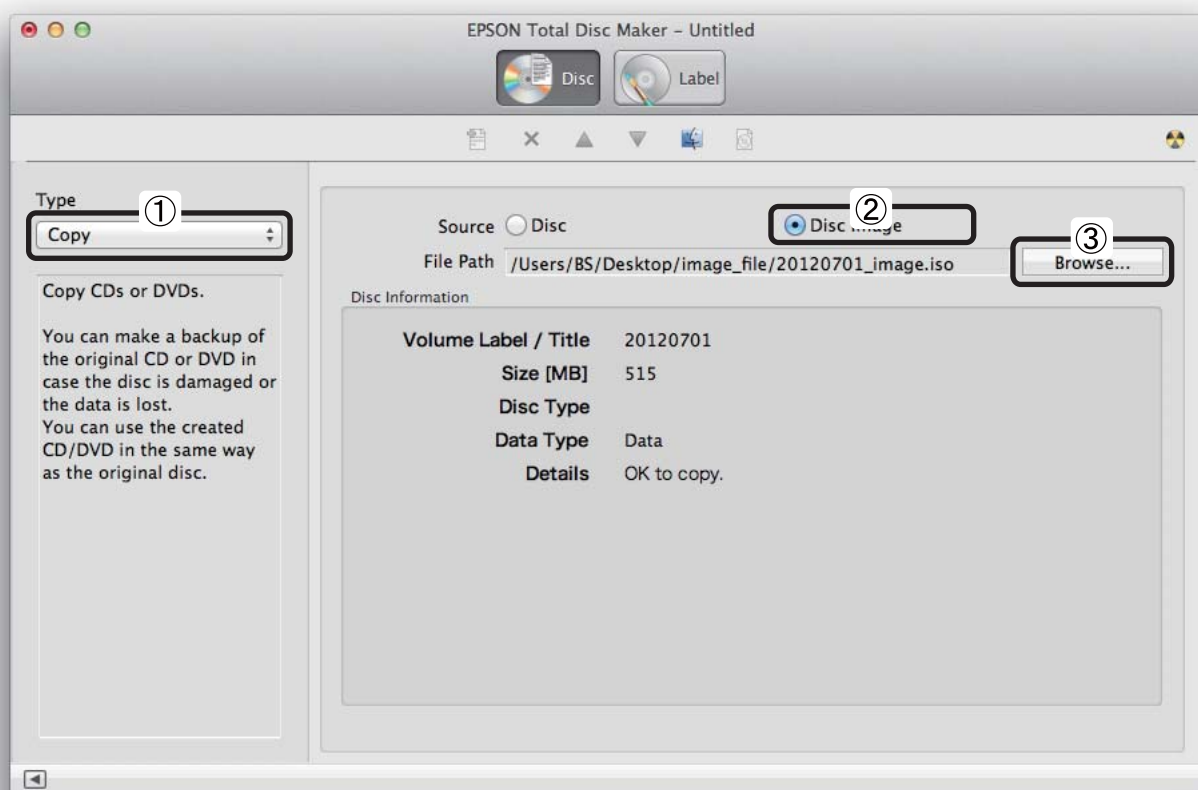 EPSON Total Disc Maker – Untitled
Disc
Label
Type
①
Copy
Copy CDs or DVDs.
You can make a backup of
the original CD or DVD in
case the disc is damaged or
the data is lost.
You can use the created
CD/DVD in the same way
as the original disc.
Source Disc ② Disc Image
File Path /Users/BS/Desktop/image_file/20120701_image.iso ③ Browse...
Disc Information
Volume Label / Title 20120701
Size [MB] 515
Disc Type
Data Type Data
Details OK to copy.